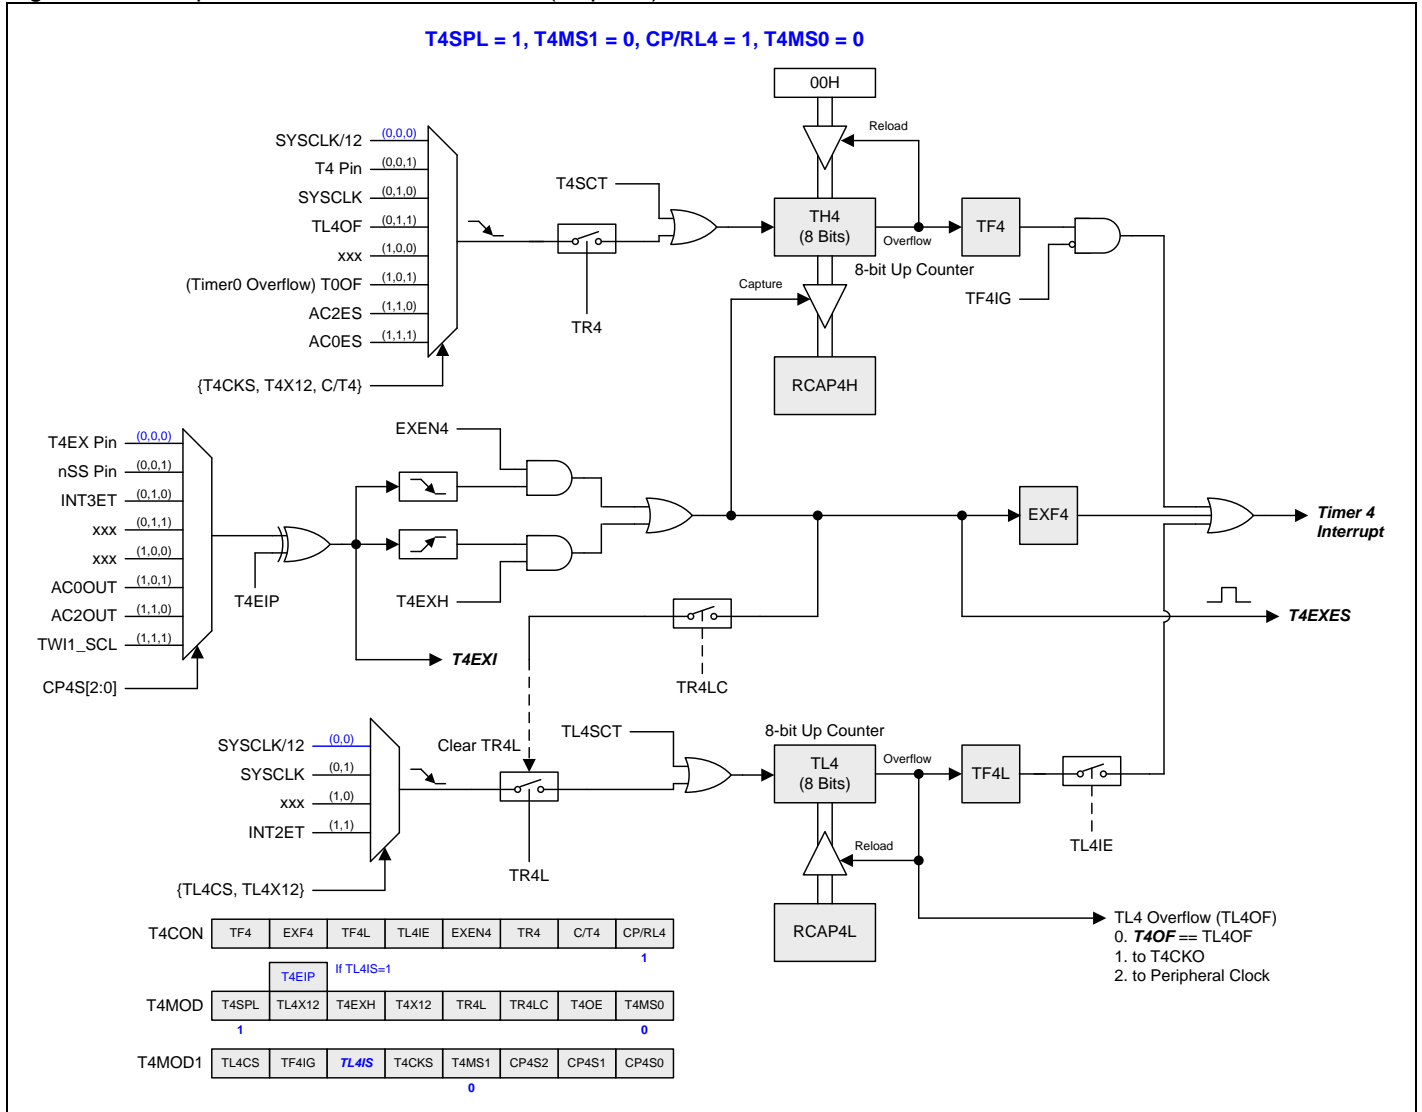 T4SPL = 1, T4MS1 = 0, CP/RL4 = 1, T4MS0 = 0
00H
Reload
SYSCLK/12 (0,0,0)
T4 Pin (0,0,1)
SYSCLK (0,1,0)
TL4OF (0,1,1)
xxx (1,0,0)
(Timer0 Overflow) T0OF (1,0,1)
AC2ES (1,1,0)
AC0ES (1,1,1)
{T4CKS, T4X12, C/T4}
T4SCT
TR4
TH4
(8 Bits)
Overflow
8-bit Up Counter
TF4
TF4IG
Capture
RCAP4H
T4EX Pin (0,0,0)
nSS Pin (0,0,1)
INT3ET (0,1,0)
xxx (0,1,1)
xxx (1,0,0)
AC0OUT (1,0,1)
AC2OUT (1,1,0)
TWI1_SCL (1,1,1)
CP4S[2:0]
T4EIP
EXEN4
T4EXH
T4EXI
EXF4
Timer 4
Interrupt
T4EXES
TR4LC
SYSCLK/12 (0,0)
SYSCLK (0,1)
xxx (1,0)
INT2ET (1,1)
{TL4CS, TL4X12}
Clear TR4L
TR4L
TL4SCT
8-bit Up Counter
TL4
(8 Bits)
Overflow
TF4L
TL4IE
Reload
RCAP4L
TL4 Overflow (TL4OF)
0. T4OF == TL4OF
1. to T4CKO
2. to Peripheral Clock
T4CON TF4 EXF4 TF4L TL4IE EXEN4 TR4 C/T4 CP/RL4
1
T4EIP If TL4IS=1
T4MOD T4SPL TL4X12 T4EXH T4X12 TR4L TR4LC T4OE T4MS0
1 0
T4MOD1 TL4CS TF4IG TL4IS T4CKS T4MS1 CP4S2 CP4S1 CP4S0
0